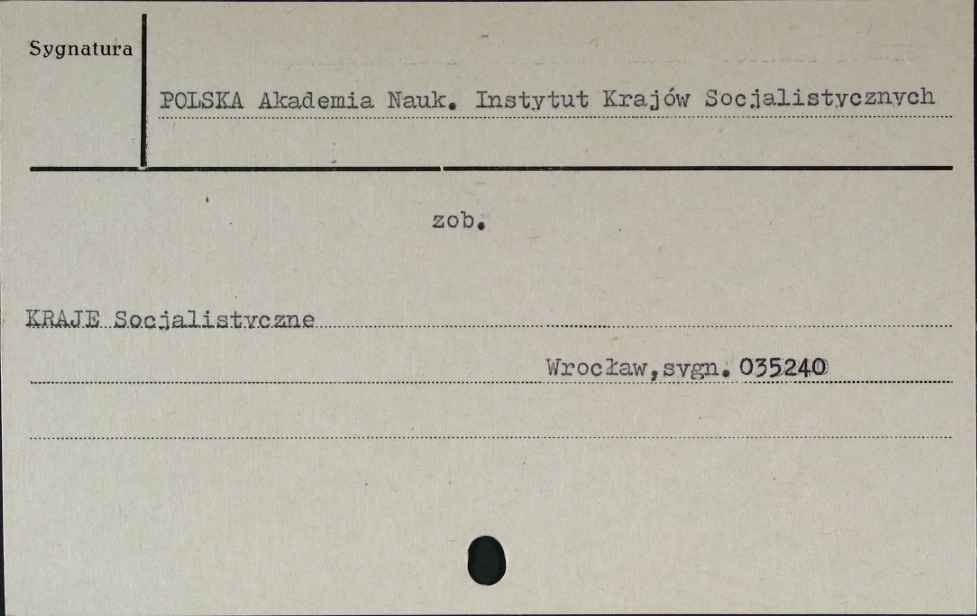 Sygnatura
POLSKA Akademia Nauk. Instytut Krajów Socjalistycznych
zob.
KRAJE Socjalistyczne
Wrocław,sygn. 035240